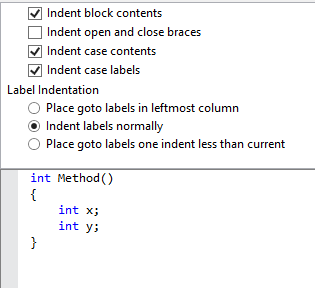 Indent block contents
Indent open and close braces
Indent case contents
Indent case labels
Label Indentation
Place goto labels in leftmost column
Indent labels normally
Place goto labels one indent less than current
int Method()
{
    int x;
    int y;
}